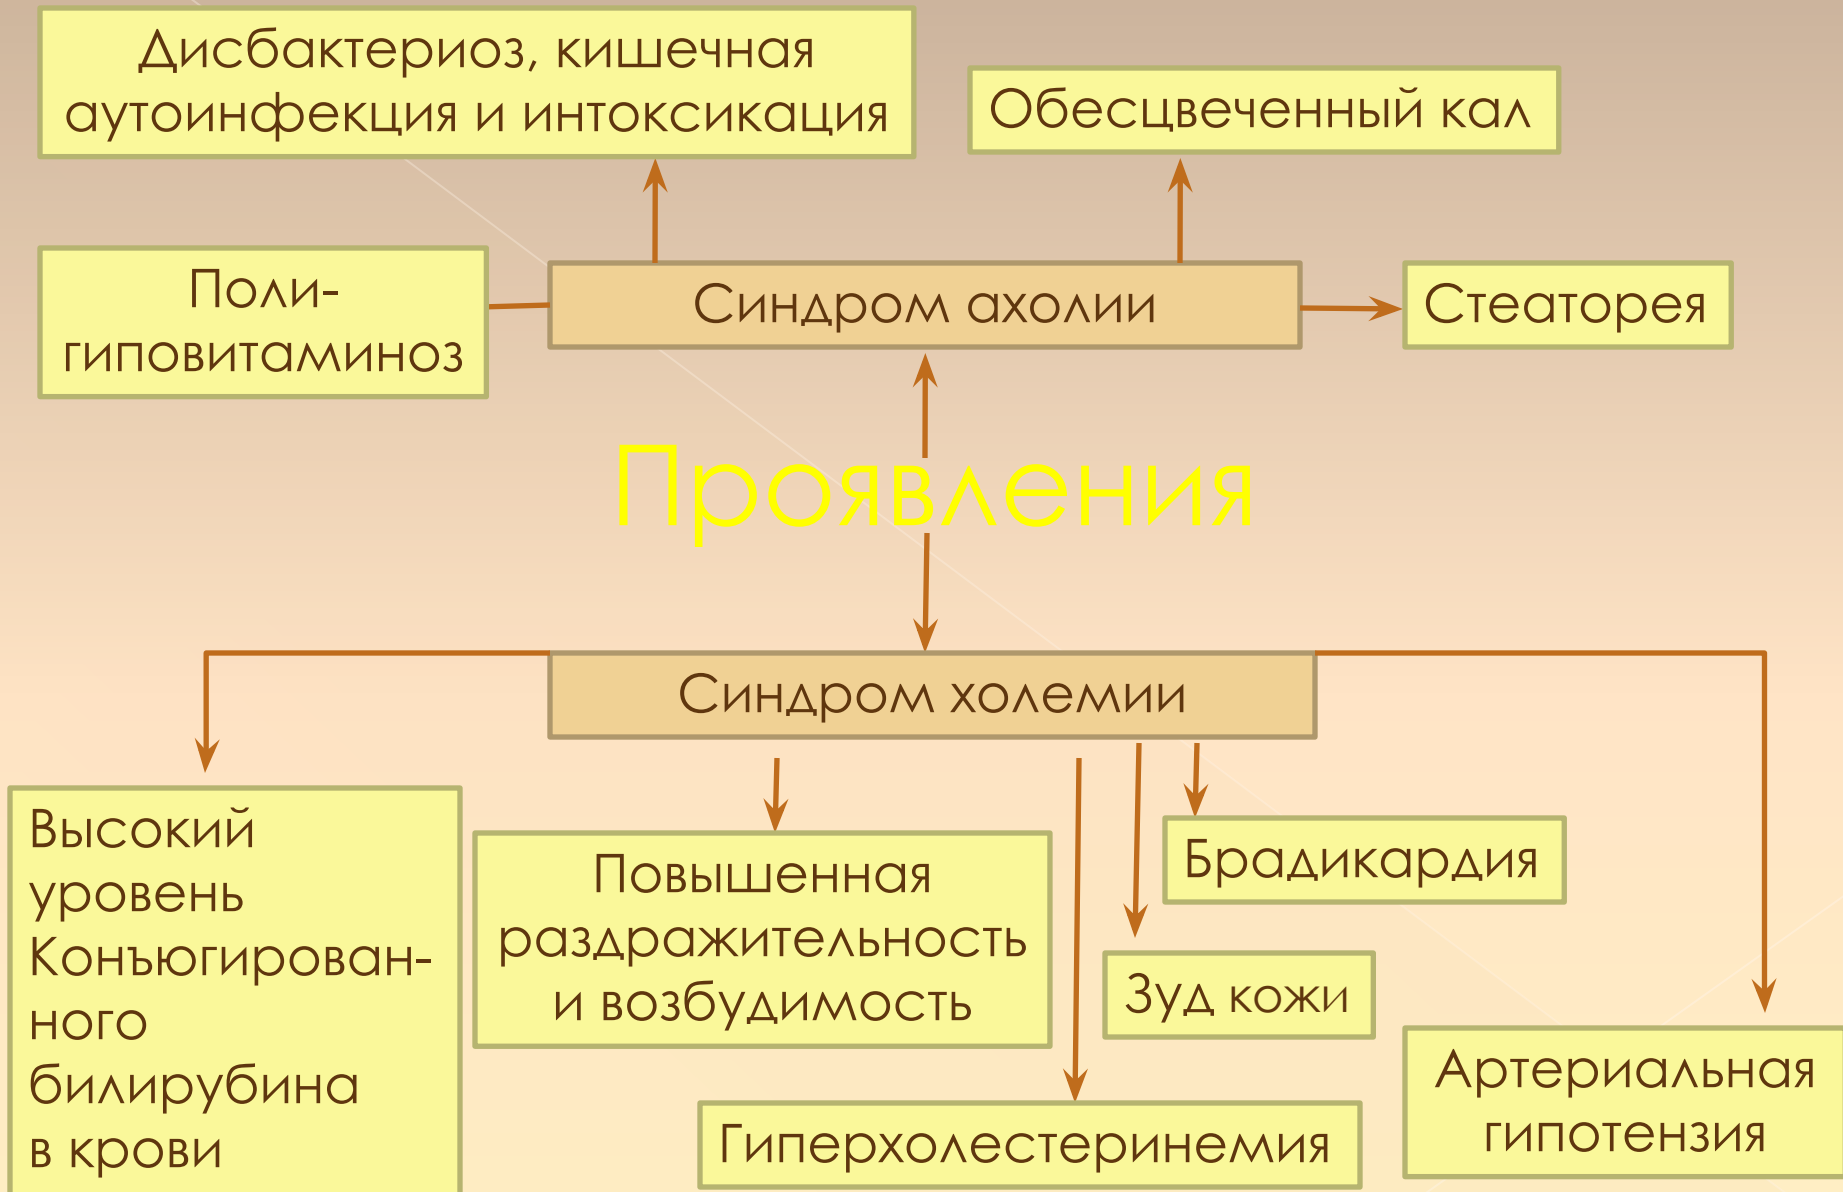 Дисбактериоз, кишечная
аутоинфекция и интоксикация
Обесцвеченный кал
Поли-
гиповитаминоз
Синдром ахолии
Стеаторея
Проявления
Синдром холемии
Высокий
уровень
Конъюгирован-
ного
билирубина
в крови
Повышенная
раздражительность
и возбудимость
Брадикардия
Зуд кожи
Гиперхолестеринемия
Артериальная
гипотензия